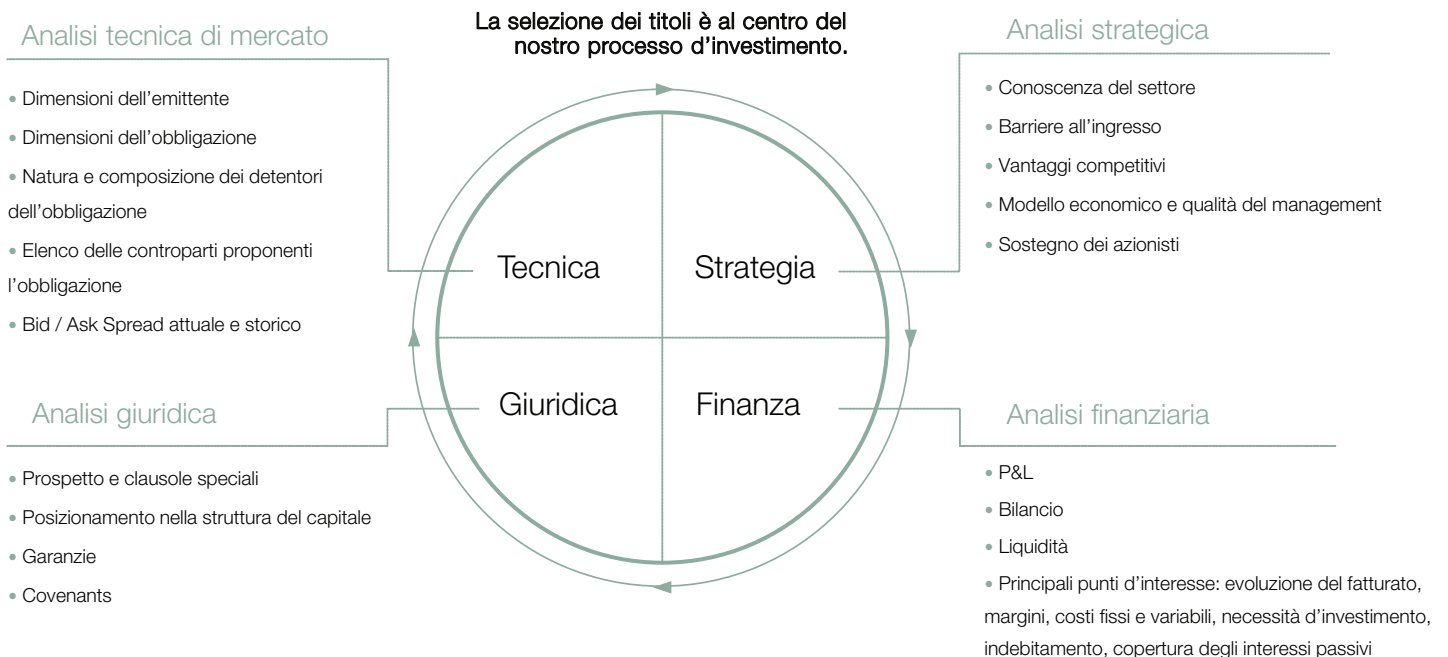 La selezione dei titoli è al centro del
nostro processo d'investimento.
Analisi tecnica di mercato
• Dimensioni dell'emittente
• Dimensioni dell'obbligazione
• Natura e composizione dei detentori
dell'obbligazione
• Elenco delle controparti proponenti
l'obbligazione
• Bid / Ask Spread attuale e storico
Analisi strategica
• Conoscenza del settore
• Barriere all'ingresso
• Vantaggi competitivi
• Modello economico e qualità del management
• Sostegno dei azionisti
Tecnica
Strategia
Giuridica
Finanza
Analisi giuridica
• Prospetto e clausole speciali
• Posizionamento nella struttura del capitale
• Garanzie
• Covenants
Analisi finanziaria
• P&L
• Bilancio
• Liquidità
• Principali punti d'interesse: evoluzione del fatturato,
margini, costi fissi e variabili, necessità d'investimento,
indebitamento, copertura degli interessi passivi